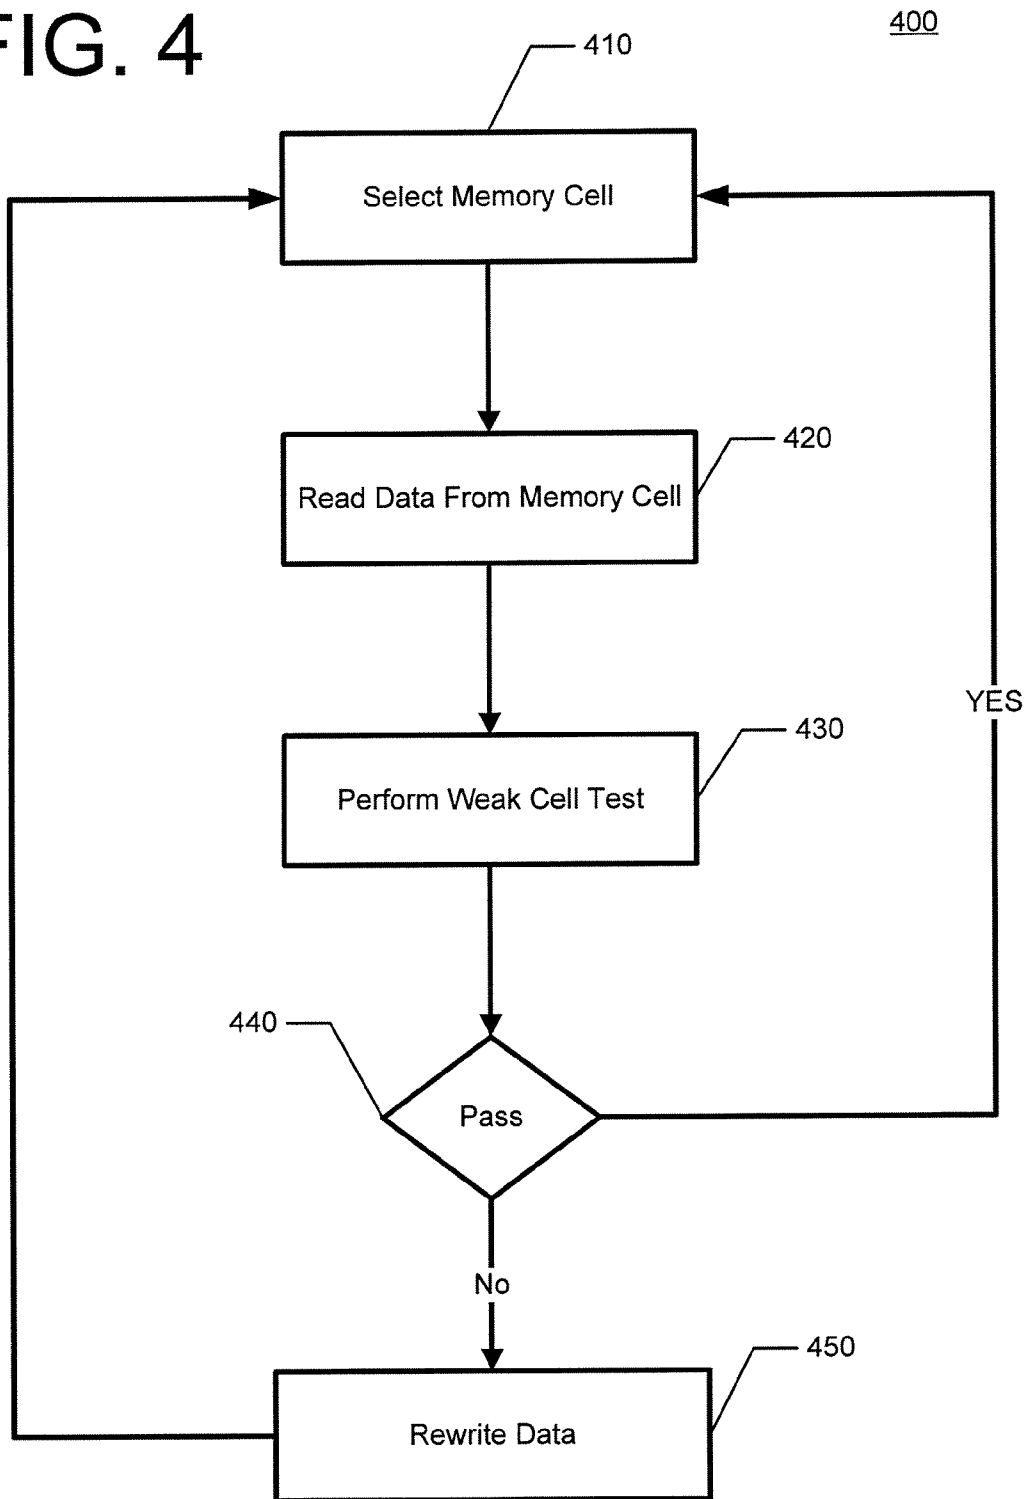 FIG. 4
400
410
Select Memory Cell
420
Read Data From Memory Cell
YES
430
Perform Weak Cell Test
440
Pass
No
450
Rewrite Data